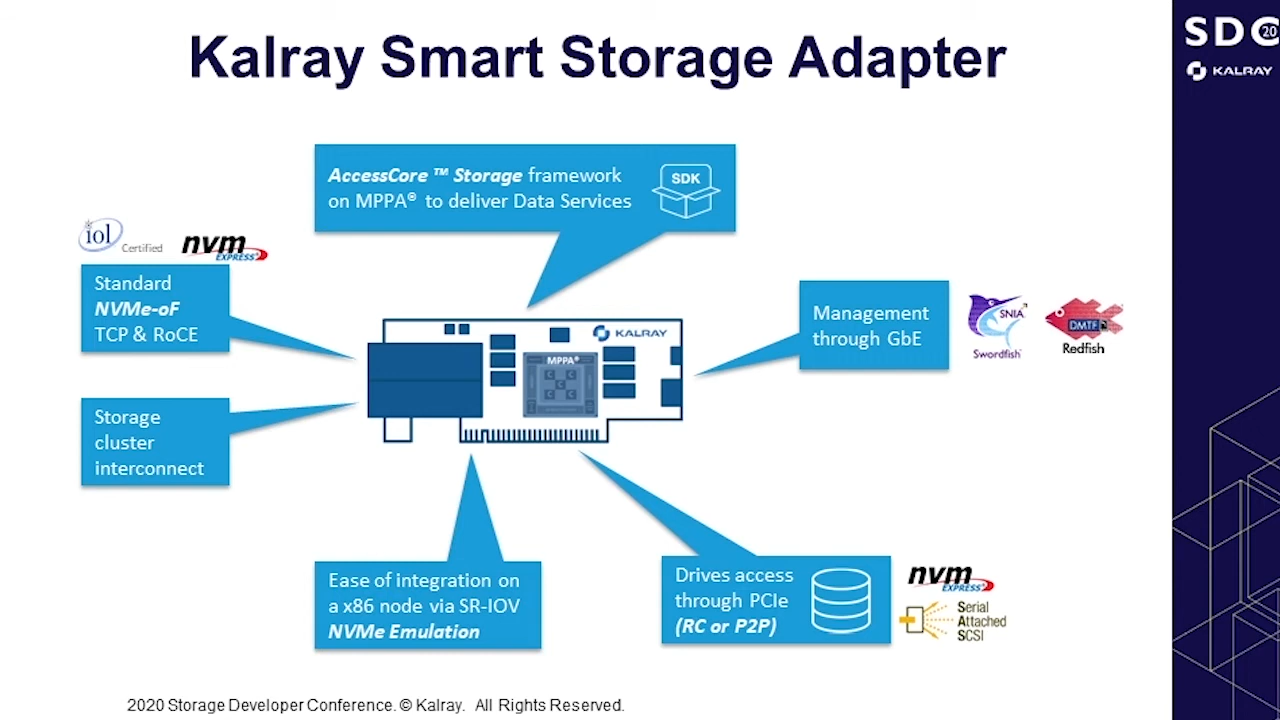 Kalray Smart Storage Adapter
SDC 20
KALRAY
AccessCore ™ Storage framework
on MPPA® to deliver Data Services
SDK
iol Certified
nvm EXPRESS®
Standard
NVMe-oF
TCP & RoCE
Storage
cluster
interconnect
KALRAY
MPPA®
C C
C
C C
Management
through GbE
SNIA
Swordfish™
DMTF
Redfish
Ease of integration on
a x86 node via SR-IOV
NVMe Emulation
Drives access
through PCIe
(RC or P2P)
nvm EXPRESS®
Serial
Attached
SCSI
2020 Storage Developer Conference. © Kalray. All Rights Reserved.